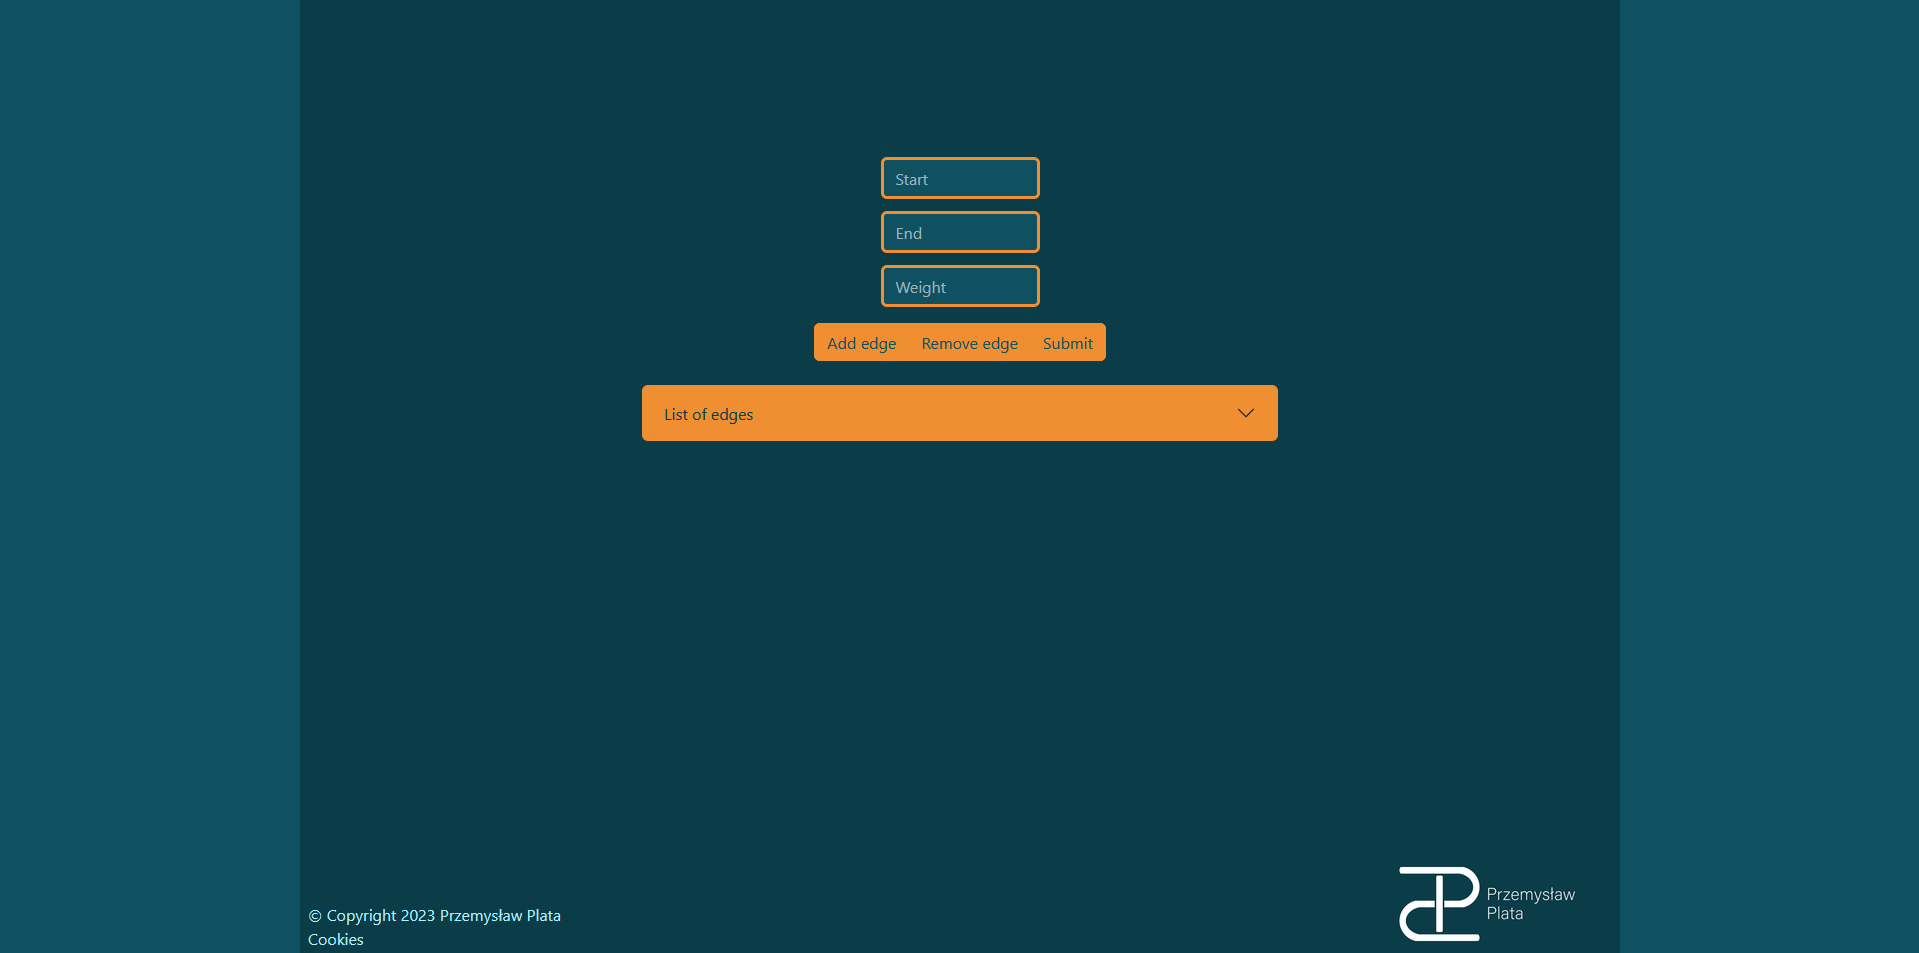 Start
End
Weight
Add edge Remove edge Submit
List of edges
© Copyright 2023 Przemysław Plata
Cookies
Przemysław
Plata